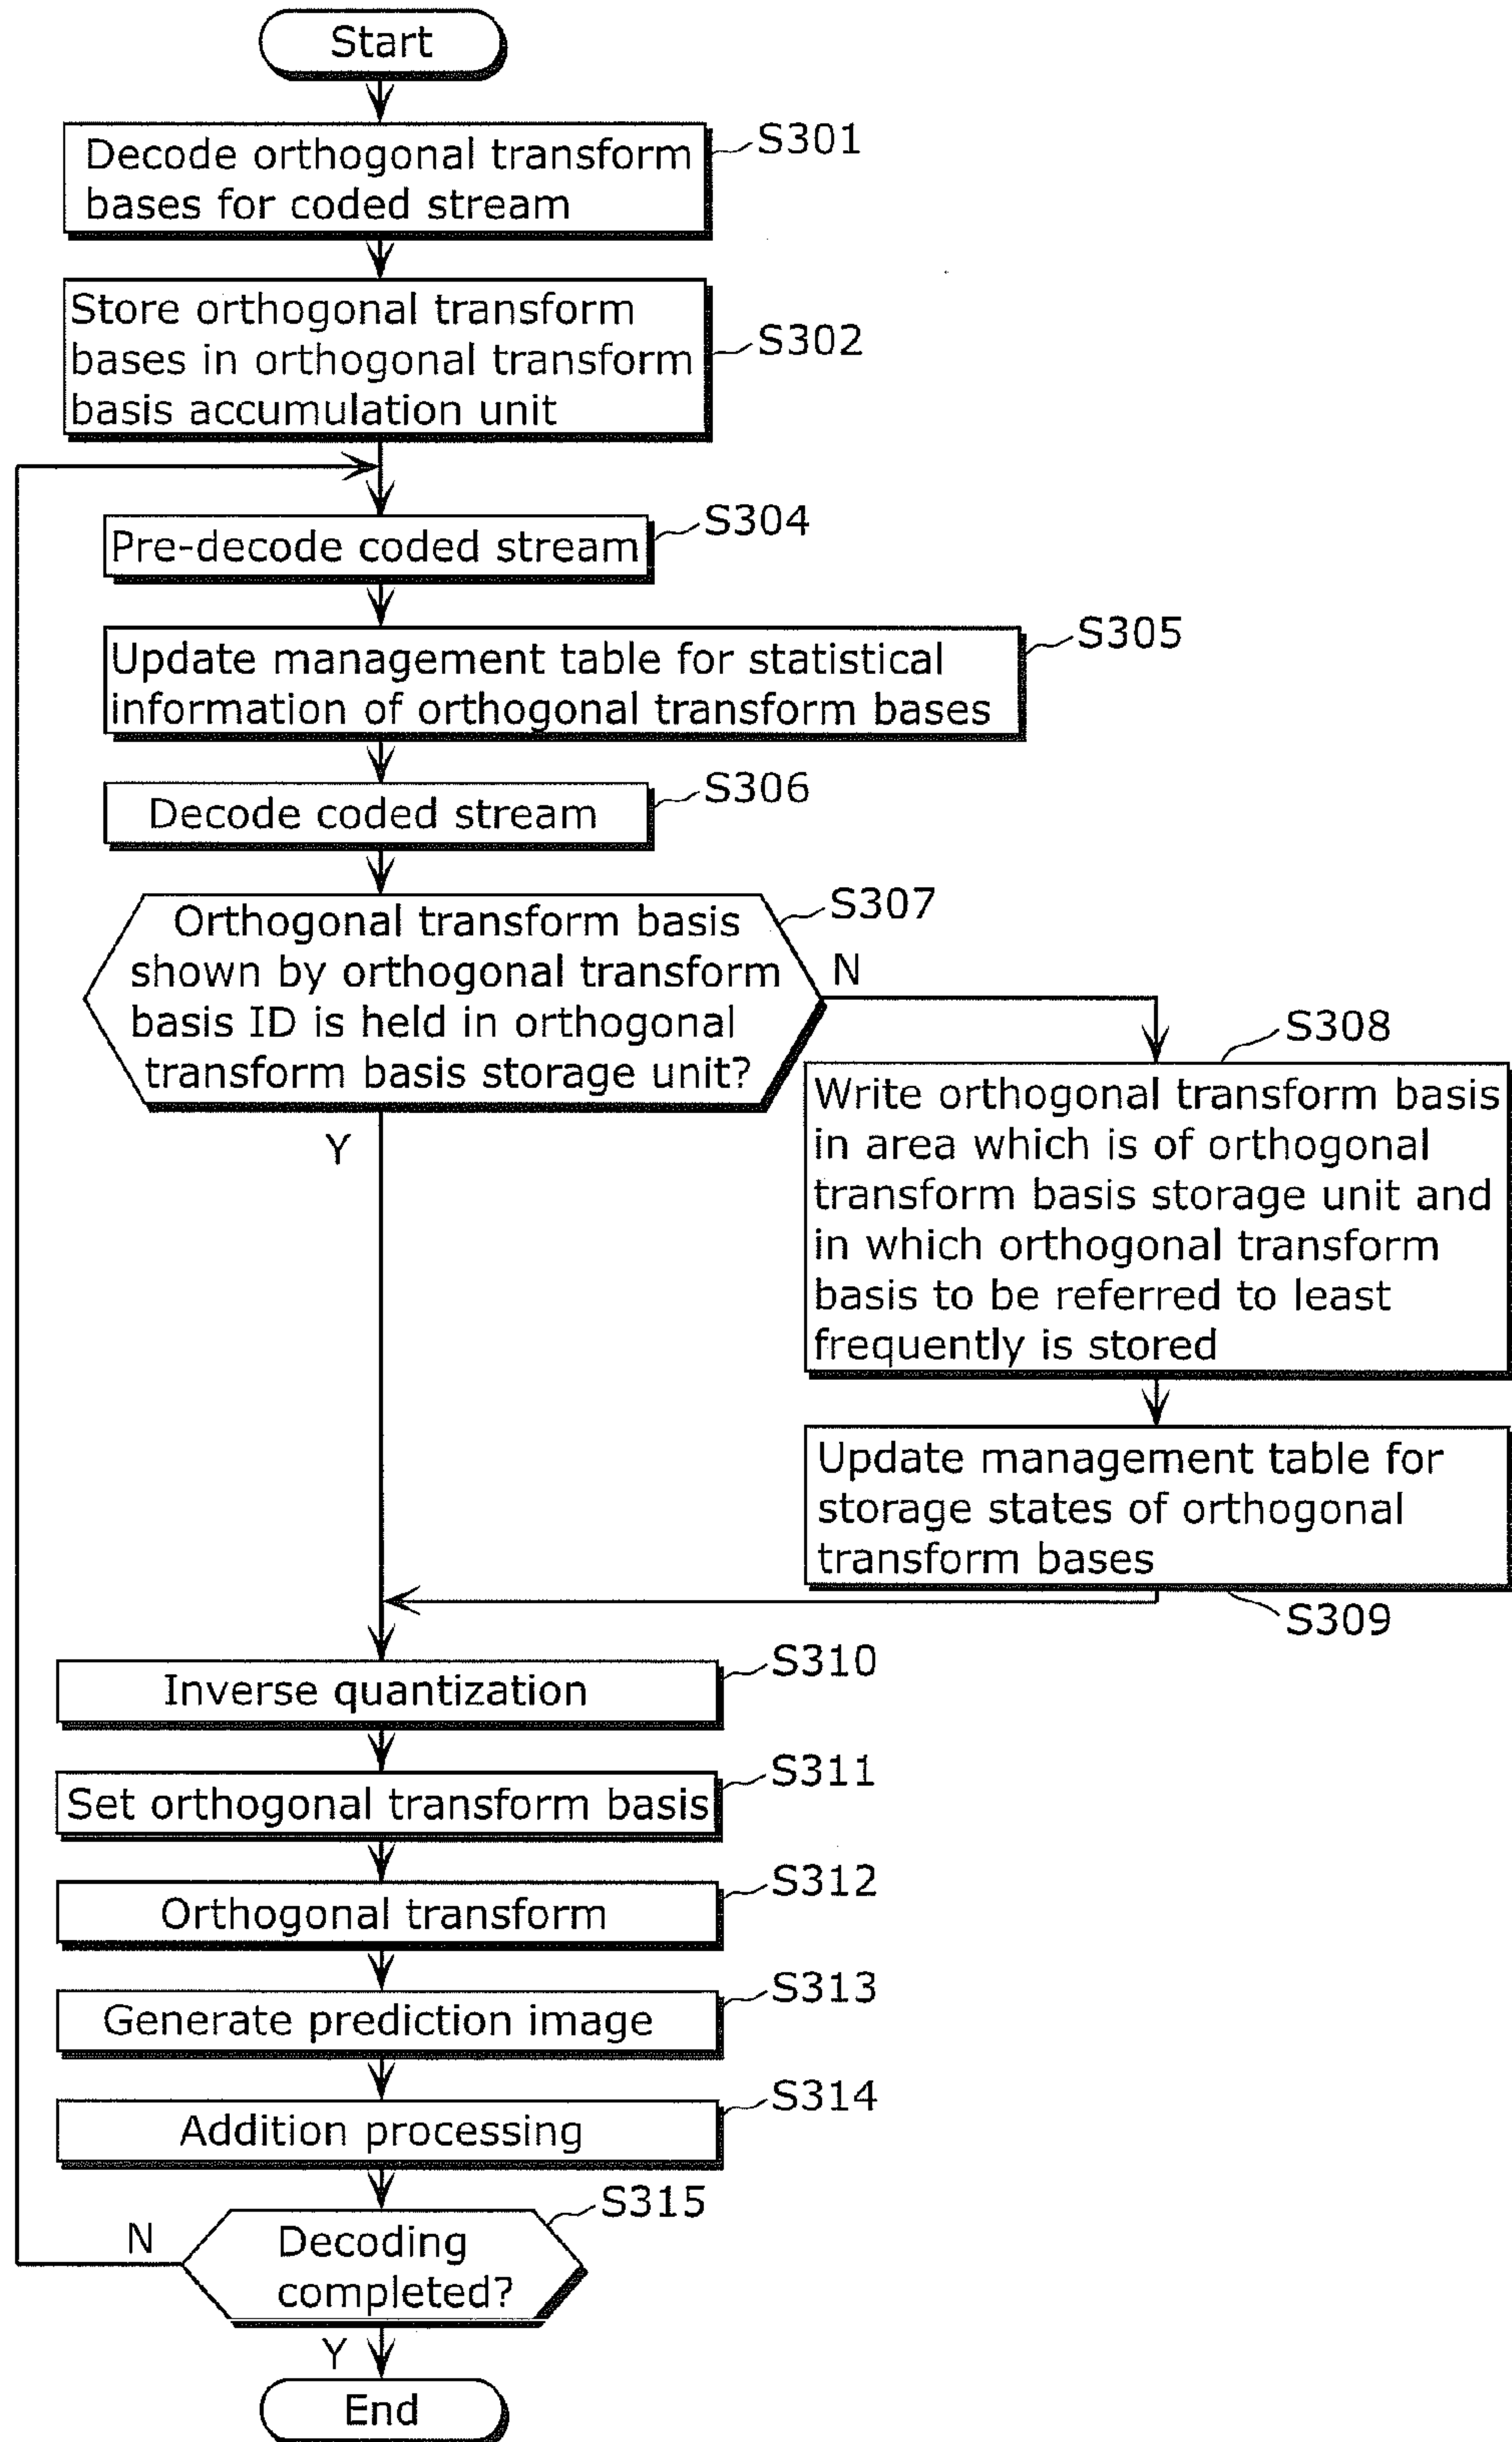 Start
Decode orthogonal transform
bases for coded stream
S301
Store orthogonal transform
bases in orthogonal transform
basis accumulation unit
S302
Pre-decode coded stream
S304
Update management table for statistical
information of orthogonal transform bases
S305
Decode coded stream
S306
Orthogonal transform basis
shown by orthogonal transform
basis ID is held in orthogonal
transform basis storage unit?
S307
N
Y
S308
Write orthogonal transform basis
in area which is of orthogonal
transform basis storage unit and
in which orthogonal transform
basis to be referred to least
frequently is stored
Update management table for
storage states of orthogonal
transform bases
S309
Inverse quantization
S310
Set orthogonal transform basis
S311
Orthogonal transform
S312
Generate prediction image
S313
Addition processing
S314
Decoding
completed?
S315
N
Y
End